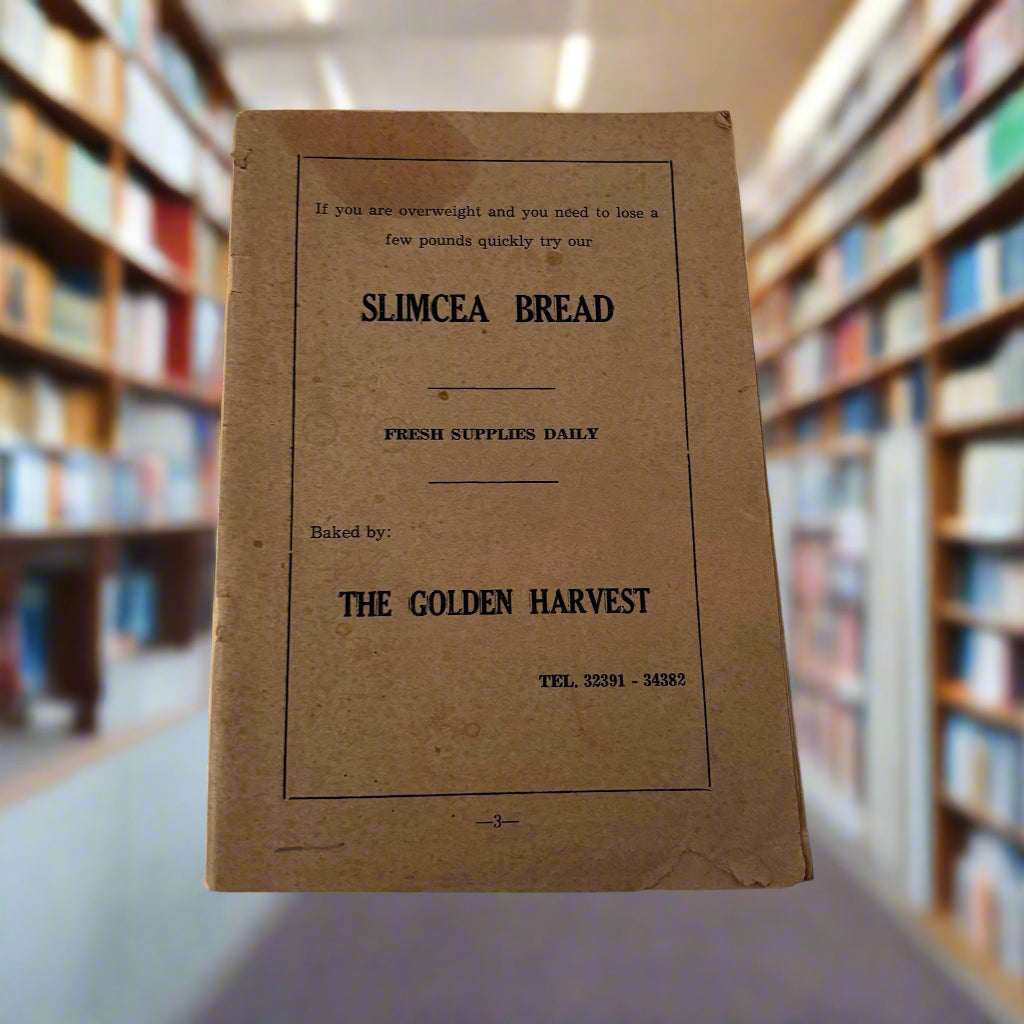 If you are overweight and you need to lose a
few pounds quickly try our
SLIMCEA BREAD
FRESH SUPPLIES DAILY
Baked by:
THE GOLDEN HARVEST
TEL. 32391 - 34382
—3—